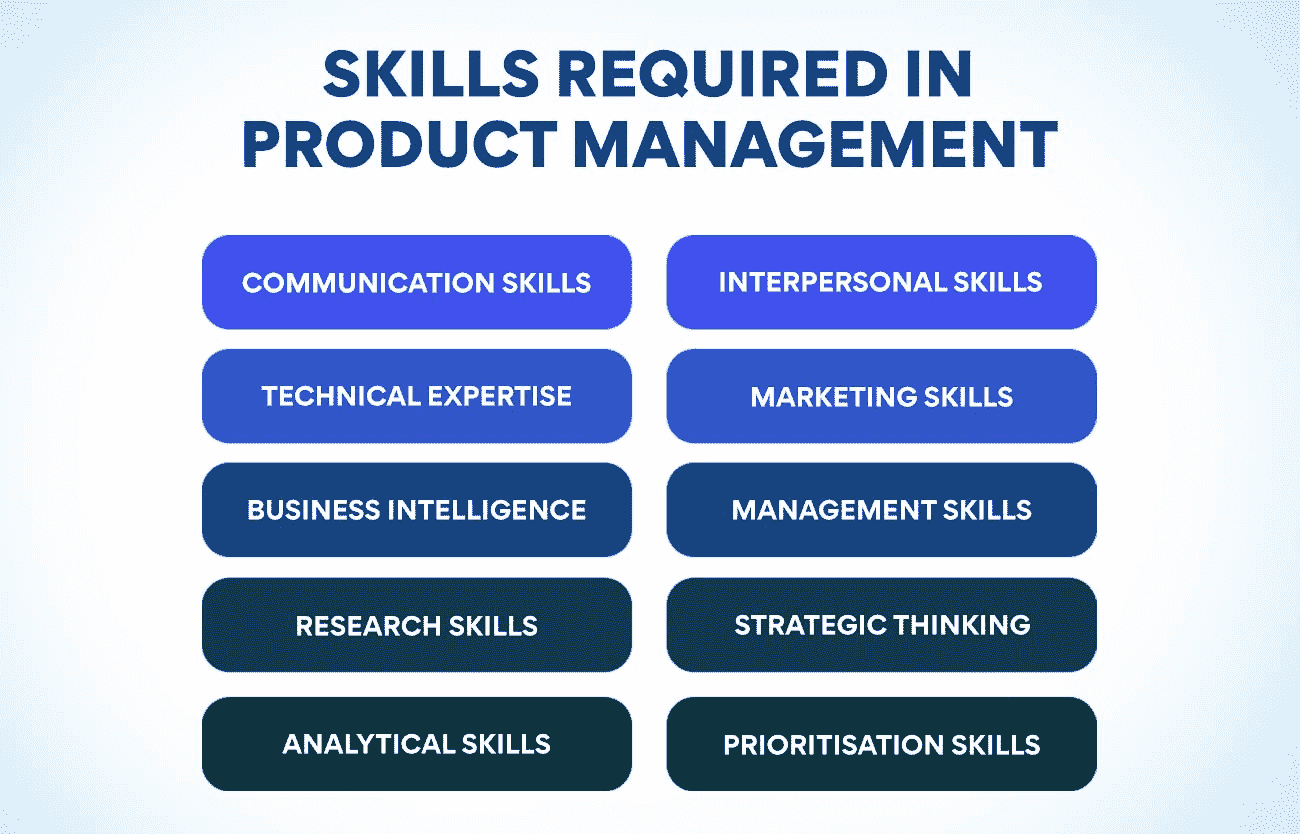 SKILLS REQUIRED IN
PRODUCT MANAGEMENT
COMMUNICATION SKILLS
INTERPERSONAL SKILLS
TECHNICAL EXPERTISE
MARKETING SKILLS
BUSINESS INTELLIGENCE
MANAGEMENT SKILLS
RESEARCH SKILLS
STRATEGIC THINKING
ANALYTICAL SKILLS
PRIORITISATION SKILLS